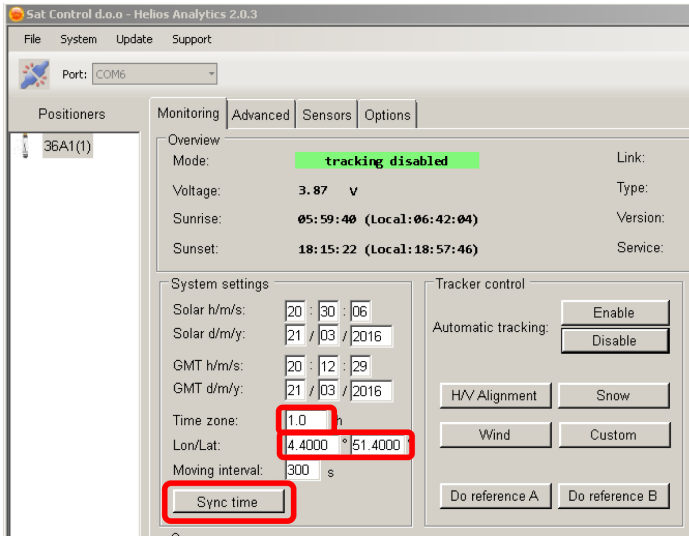 Sat Control d.o.o - Helios Analytics 2.0.3
File System Update Support
Port: COM6
Positioners
Monitoring Advanced Sensors Options
36A1(1)
Overview
Mode: tracking disabled Link:
Voltage: 3.87 V Type:
Sunrise: 05:59:40 (Local:06:42:04) Version:
Sunset: 18:15:22 (Local:18:57:46) Service:
System settings
Solar h/m/s: 20 : 30 : 06
Solar d/m/y: 21 / 03 / 2016
GMT h/m/s: 20 : 12 : 29
GMT d/m/y: 21 / 03 / 2016
Time zone: 1.0 h
Lon/Lat: 4.4000 ° 51.4000 °
Moving interval: 300 s
Sync time
Tracker control
Automatic tracking: Enable
Disable
H/V Alignment Snow
Wind Custom
Do reference A Do reference B